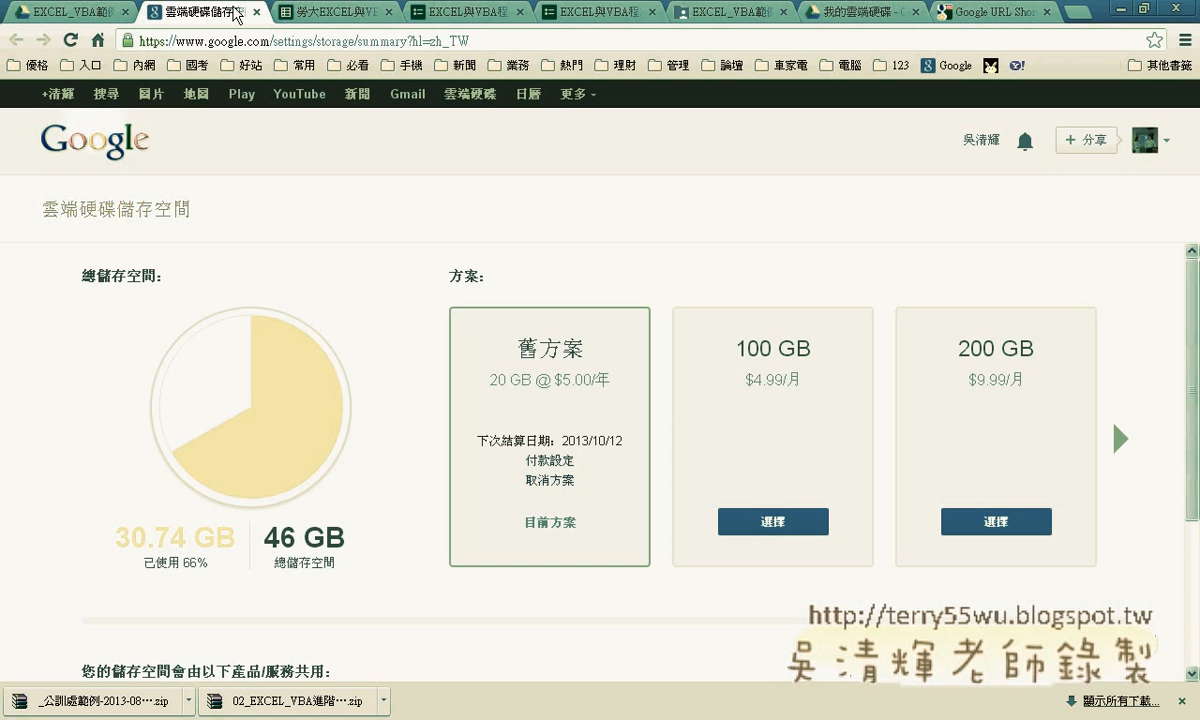 EXCEL_VBA範
雲端硬碟儲存空
勞大EXCEL與VE
EXCEL與VBA程
EXCEL與VBA程
EXCEL_VBA範
我的雲端硬碟 - G
Google URL Shor
https://www.google.com/settings/storage/summary?hl=zh_TW
優格 入口 內網 國考 好站 常用 必看 手機 新聞 業務 熱門 理財 管理 論壇 車家電 電腦 123 Google 其他書籤
+清輝 搜尋 圖片 地圖 Play YouTube 新聞 Gmail 雲端硬碟 日曆 更多
Google
吳清輝
+ 分享
雲端硬碟儲存空間
總儲存空間:
30.74 GB
已使用 66%
46 GB
總儲存空間
方案:
舊方案
20 GB @ $5.00/年
下次結算日期: 2013/10/12
付款設定
取消方案
目前方案
100 GB
$4.99/月
選擇
200 GB
$9.99/月
選擇
http://terry55wu.blogspot.tw
吳清輝老師錄製
您的儲存空間會由以下產品/服務共用:
_公訓處範例-2013-08….zip
02_EXCEL_VBA進階….zip
顯示所有下載...